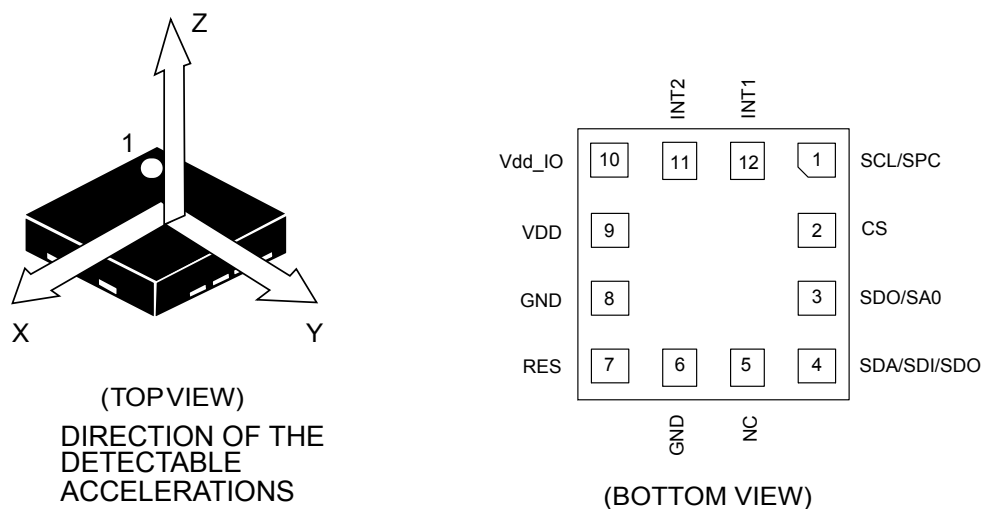 Z
1
X
Y
(TOP VIEW)
DIRECTION OF THE
DETECTABLE
ACCELERATIONS
INT2
INT1
Vdd_IO
10
11
12
1
SCL/SPC
VDD
9
2
CS
GND
8
3
SDO/SA0
RES
7
6
5
4
SDA/SDI/SDO
GND
NC
(BOTTOM VIEW)